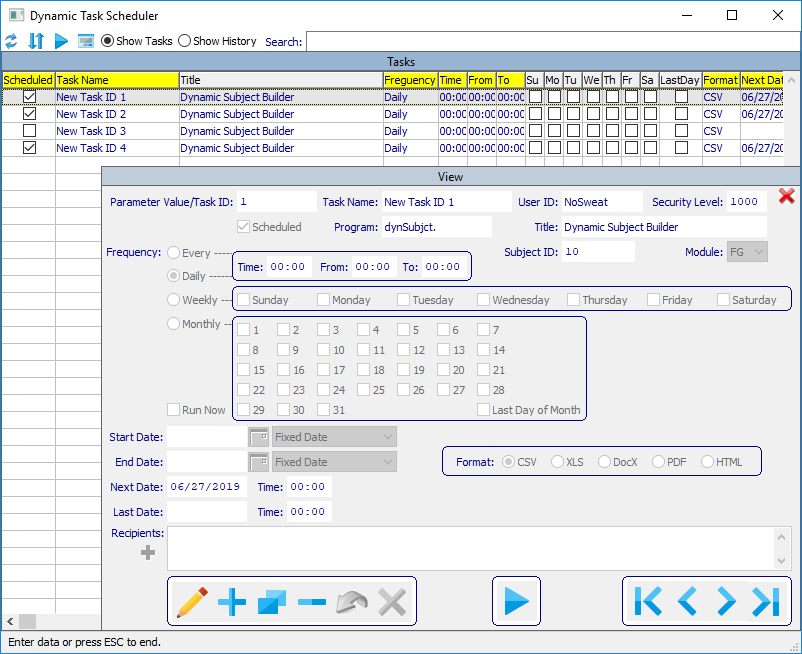 Dynamic Task Scheduler
Show Tasks Show History Search:
Tasks
Scheduled Task Name Title Frequency Time From To Su Mo Tu We Th Fr Sa LastDay Format Next Dat
New Task ID 1 Dynamic Subject Builder Daily 00:00 00:00 00:00 CSV 06/27/20
New Task ID 2 Dynamic Subject Builder Daily 00:00 00:00 00:00 CSV 06/27/20
New Task ID 3 Dynamic Subject Builder Daily 00:00 00:00 00:00 CSV
New Task ID 4 Dynamic Subject Builder Daily 00:00 00:00 00:00 CSV 06/27/20
View
Parameter Value/Task ID: 1 Task Name: New Task ID 1 User ID: NoSweat Security Level: 1000
Scheduled Program: dynSubjct. Title: Dynamic Subject Builder
Frequency: Every ---- Subject ID: 10 Module: FG
Daily ------ Time: 00:00 From: 00:00 To: 00:00
Weekly -- Sunday Monday Tuesday Wednesday Thursday Friday Saturday
Monthly -- 1 2 3 4 5 6 7
8 9 10 11 12 13 14
15 16 17 18 19 20 21
22 23 24 25 26 27 28
Run Now 29 30 31 Last Day of Month
Start Date: Fixed Date
End Date: Fixed Date Format: CSV XLS DocX PDF HTML
Next Date: 06/27/2019 Time: 00:00
Last Date: Time: 00:00
Recipients:
Enter data or press ESC to end.